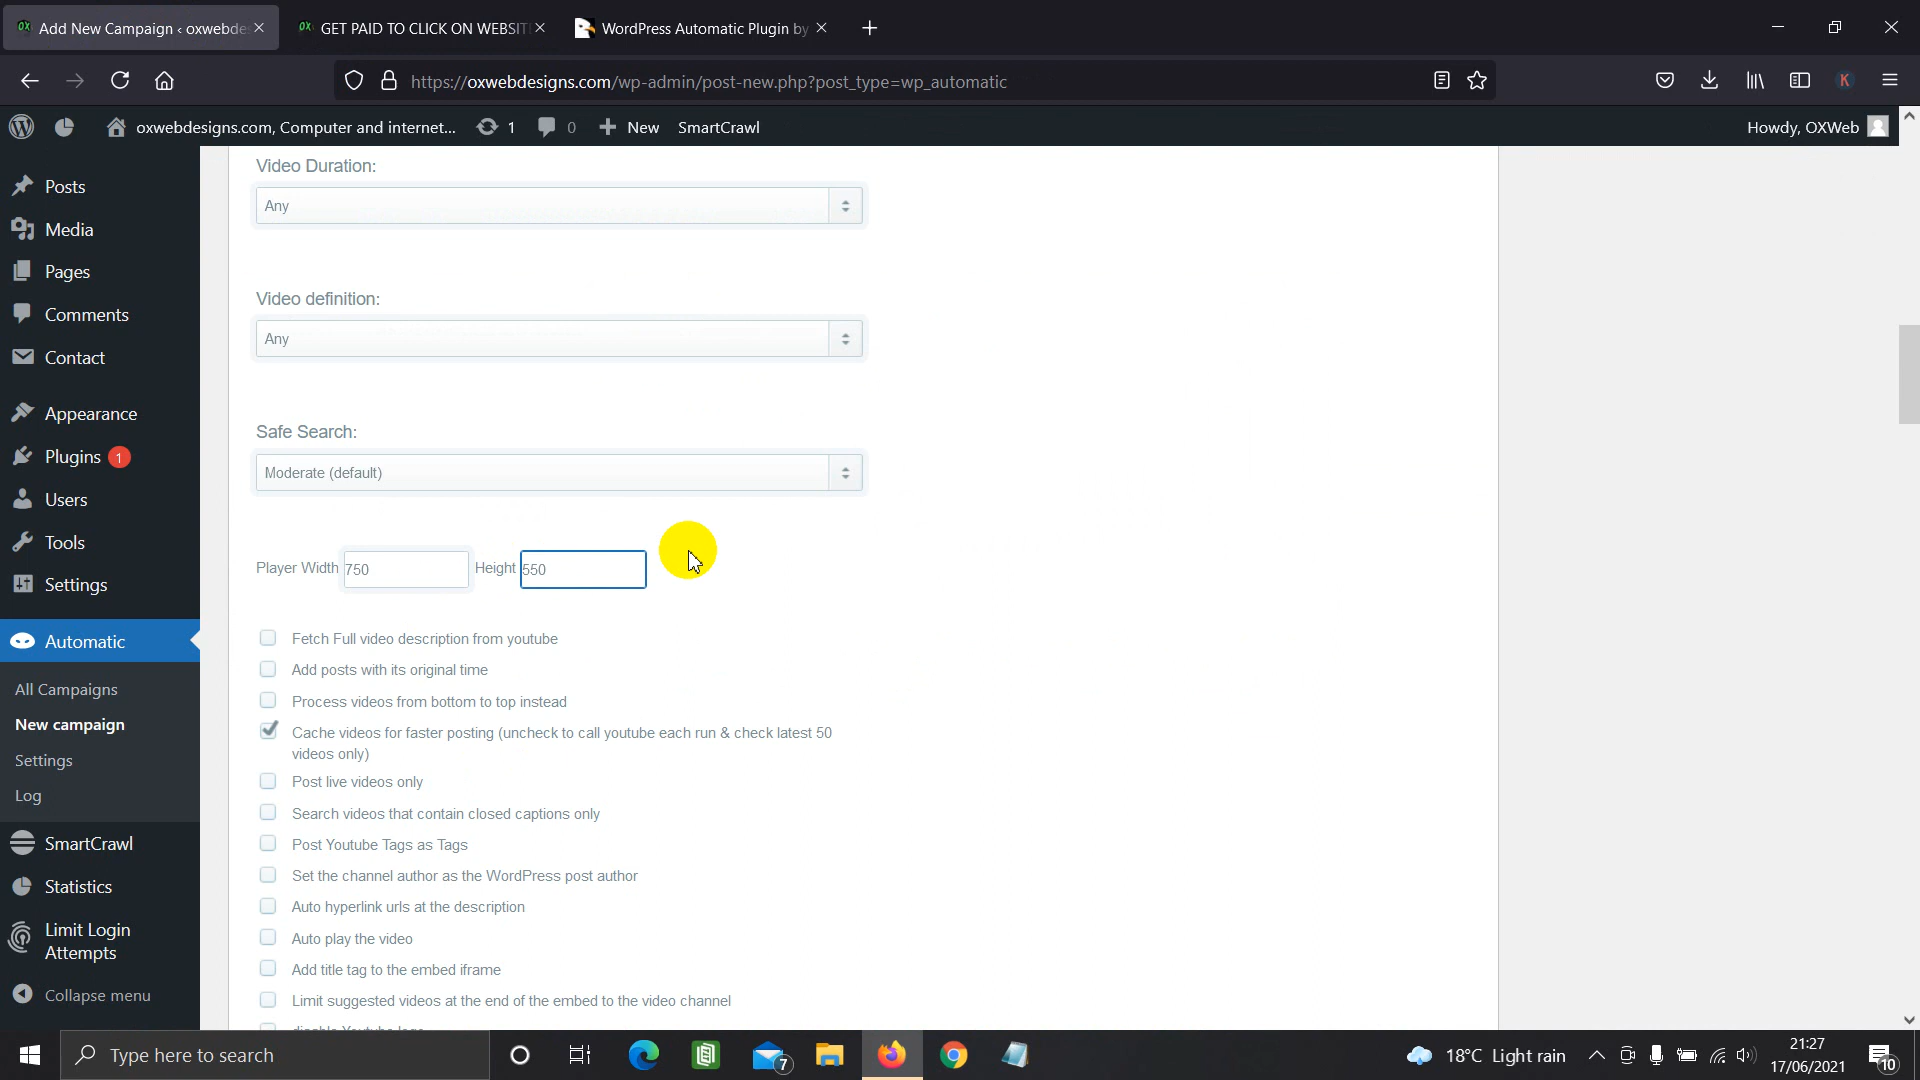 Add New Campaign ‹ oxwebde
GET PAID TO CLICK ON WEBSIT
WordPress Automatic Plugin by
https://oxwebdesigns.com/wp-admin/post-new.php?post_type=wp_automatic
K
oxwebdesigns.com, Computer and internet... 1 0 New SmartCrawl
Howdy, OXWeb
Posts
Media
Pages
Comments
Contact
Appearance
Plugins 1
Users
Tools
Settings
Automatic
All Campaigns
New campaign
Settings
Log
SmartCrawl
Statistics
Limit Login
Attempts
Collapse menu
Video Duration:
Any
Video definition:
Any
Safe Search:
Moderate (default)
Player Width 750 Height 550
Fetch Full video description from youtube
Add posts with its original time
Process videos from bottom to top instead
Cache videos for faster posting (uncheck to call youtube each run & check latest 50
videos only)
Post live videos only
Search videos that contain closed captions only
Post Youtube Tags as Tags
Set the channel author as the WordPress post author
Auto hyperlink urls at the description
Auto play the video
Add title tag to the embed iframe
Limit suggested videos at the end of the embed to the video channel
Type here to search
7
18°C Light rain
21:27
17/06/2021
10